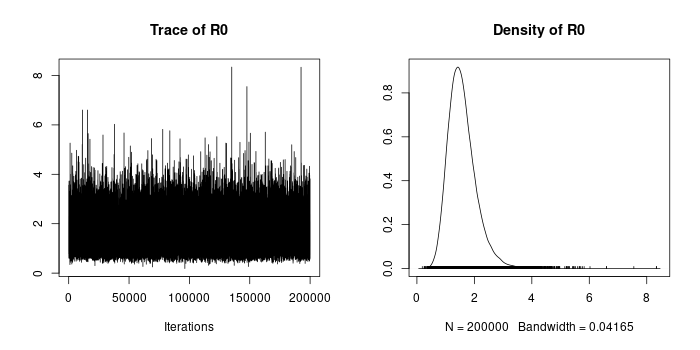 Trace of R0
8
6
4
2
0
0 50000 100000 150000 200000
Iterations
Density of R0
0.8
0.6
0.4
0.2
0.0
0 2 4 6 8
N = 200000 Bandwidth = 0.04165